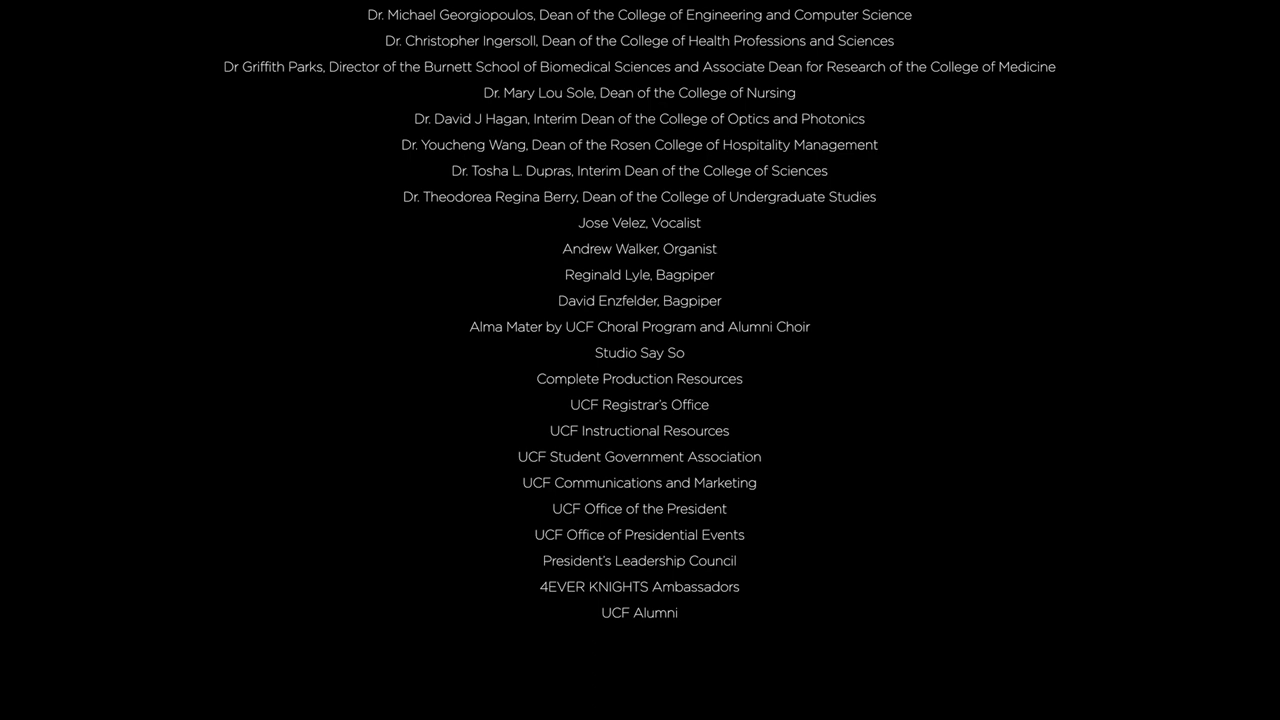 Dr. Michael Georgiopoulos, Dean of the College of Engineering and Computer Science
Dr. Christopher Ingersoll, Dean of the College of Health Professions and Sciences
Dr Griffith Parks, Director of the Burnett School of Biomedical Sciences and Associate Dean for Research of the College of Medicine
Dr. Mary Lou Sole, Dean of the College of Nursing
Dr. David J Hagan, Interim Dean of the College of Optics and Photonics
Dr. Youcheng Wang, Dean of the Rosen College of Hospitality Management
Dr. Tosha L. Dupras, Interim Dean of the College of Sciences
Dr. Theodorea Regina Berry, Dean of the College of Undergraduate Studies
Jose Velez, Vocalist
Andrew Walker, Organist
Reginald Lyle, Bagpiper
David Enzfelder, Bagpiper
Alma Mater by UCF Choral Program and Alumni Choir
Studio Say So
Complete Production Resources
UCF Registrar's Office
UCF Instructional Resources
UCF Student Government Association
UCF Communications and Marketing
UCF Office of the President
UCF Office of Presidential Events
President's Leadership Council
4EVER KNIGHTS Ambassadors
UCF Alumni